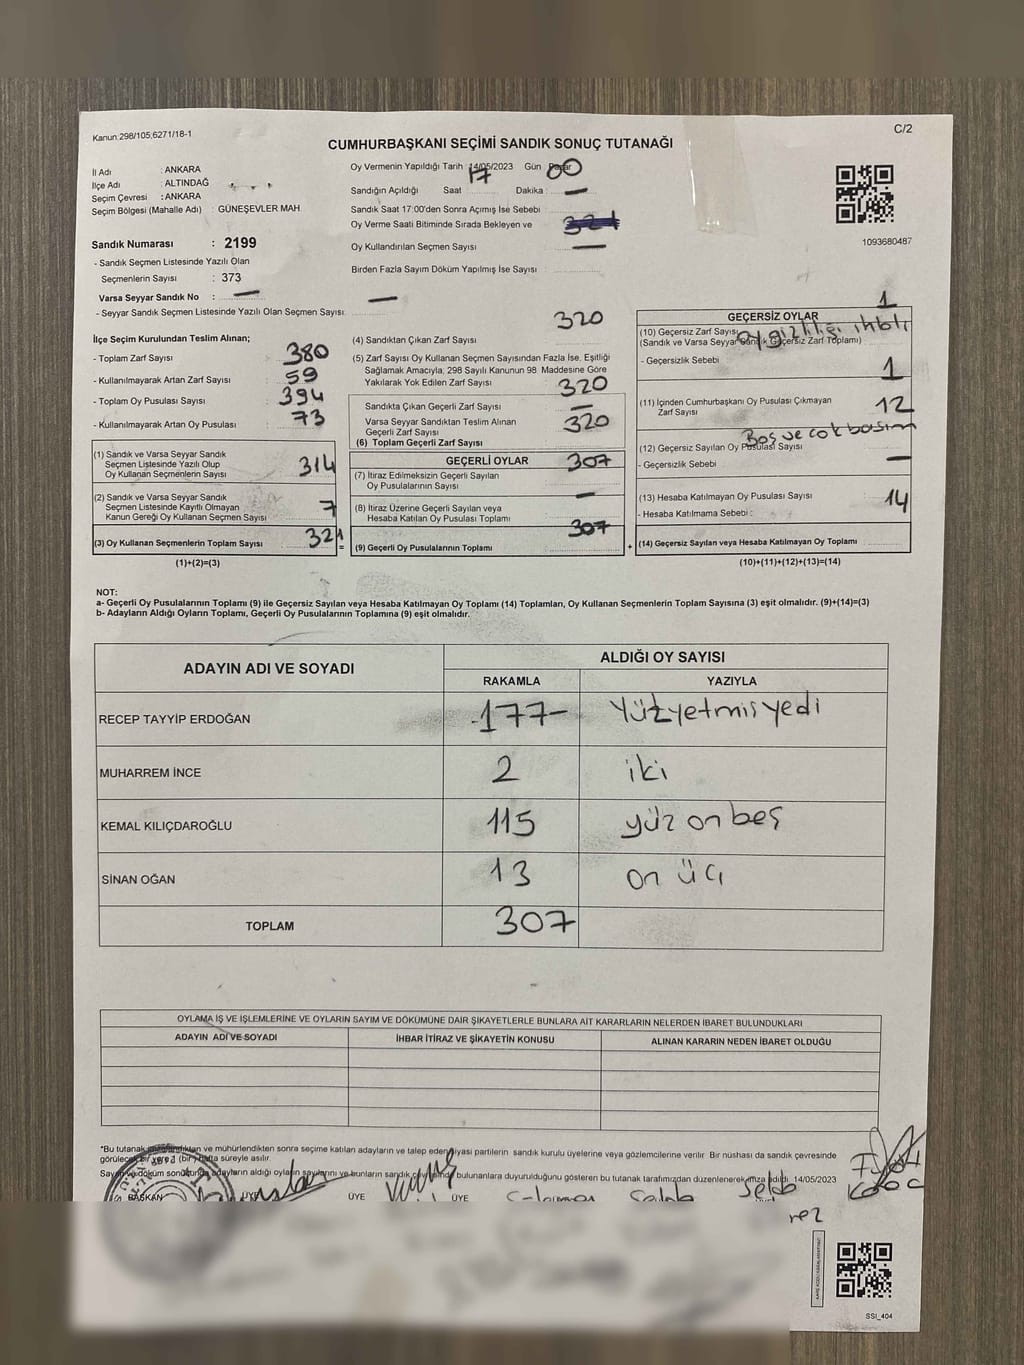 Kanun:298/105,6271/18-1
C/2
CUMHURBAŞKANI SEÇİMİ SANDIK SONUÇ TUTANAĞI
İl Adı : ANKARA
İlçe Adı : ALTINDAĞ
Seçim Çevresi : ANKARA
Seçim Bölgesi (Mahalle Adı) : GÜNEŞEVLER MAH.
Sandık Numarası : 2199
- Sandık Seçmen Listesinde Yazılı Olan
Seçmenlerin Sayısı : 373
Varsa Seyyar Sandık No : —
- Seyyar Sandık Seçmen Listesinde Yazılı Olan Seçmen Sayısı: —
Oy Vermenin Yapıldığı Tarih : 14/05/2023 Gün : Pazar
Sandığın Açıldığı Saat 17 Dakika : 00
Sandık Saat 17:00'den Sonra Açımış İse Sebebi : —
Oy Verme Saati Bitiminde Sırada Bekleyen ve
Oy Kullandırılan Seçmen Sayısı : 321
Birden Fazla Sayım Döküm Yapılmış İse Sayısı : —
1093680487
İlçe Seçim Kurulundan Teslim Alınan;
- Toplam Zarf Sayısı : 380
- Kullanılmayarak Artan Zarf Sayısı : 59
- Toplam Oy Pusulası Sayısı : 394
- Kullanılmayarak Artan Oy Pusulası : 73
(1) Sandık ve Varsa Seyyar Sandık
Seçmen Listesinde Yazılı Olup
Oy Kullanan Seçmenlerin Sayısı : 314
(2) Sandık ve Varsa Seyyar Sandık
Seçmen Listesinde Kayıtlı Olmayan
Kanun Gereği Oy Kullanan Seçmen Sayısı : 7
(3) Oy Kullanan Seçmenlerin Toplam Sayısı : 321 =
(1)+(2)=(3)
(4) Sandıktan Çıkan Zarf Sayısı : 320
(5) Zarf Sayısı Oy Kullanan Seçmen Sayısından Fazla İse, Eşitliği
Sağlamak Amacıyla; 298 Sayılı Kanunun 98. Maddesine Göre
Yakılarak Yok Edilen Zarf Sayısı :
Sandıkta Çıkan Geçerli Zarf Sayısı : 320
Varsa Seyyar Sandıktan Teslim Alınan
Geçerli Zarf Sayısı : —
(6) Toplam Geçerli Zarf Sayısı : 320
GEÇERLİ OYLAR
(7) İtiraz Edilmeksizin Geçerli Sayılan
Oy Pusulalarının Sayısı : 307
(8) İtiraz Üzerine Geçerli Sayılan veya
Hesaba Katılan Oy Pusulası Toplamı : —
(9) Geçerli Oy Pusulalarının Toplamı : 307 +
GEÇERSİZ OYLAR
(10) Geçersiz Zarf Sayısı 1
(Sandık ve Varsa Seyyar Sandık Geçersiz Zarf Toplamı)
- Geçersizlik Sebebi oy gizliliği ihlali
(11) İçinden Cumhurbaşkanı Oy Pusulası Çıkmayan
Zarf Sayısı 1
(12) Geçersiz Sayılan Oy Pusulası Sayısı 12
- Geçersizlik Sebebi : Boş ve çok basım
(13) Hesaba Katılmayan Oy Pusulası Sayısı —
- Hesaba Katılmama Sebebi :
(14) Geçersiz Sayılan veya Hesaba Katılmayan Oy Toplamı 14
(10)+(11)+(12)+(13)=(14)
NOT:
a- Geçerli Oy Pusulalarının Toplamı (9) ile Geçersiz Sayılan veya Hesaba Katılmayan Oy Toplamı (14) Toplamları, Oy Kullanan Seçmenlerin Toplam Sayısına (3) eşit olmalıdır. (9)+(14)=(3)
b- Adayların Aldığı Oyların Toplamı, Geçerli Oy Pusulalarının Toplamına (9) eşit olmalıdır.
ADAYIN ADI VE SOYADI ALDIĞI OY SAYISI
RAKAMLA YAZIYLA
RECEP TAYYİP ERDOĞAN -177- Yüzyetmişyedi
MUHARREM İNCE 2 iki
KEMAL KILIÇDAROĞLU 115 yüz on beş
SİNAN OĞAN 13 on üç
TOPLAM 307
OYLAMA İŞ VE İŞLEMLERİNE VE OYLARIN SAYIM VE DÖKÜMÜNE DAİR ŞİKAYETLERLE BUNLARA AİT KARARLARIN NELERDEN İBARET BULUNDUKLARI
ADAYIN ADI VE SOYADI İHBAR İTİRAZ VE ŞİKAYETİN KONUSU ALINAN KARARIN NEDEN İBARET OLDUĞU
*Bu tutanak imzalandıktan ve mühürlendikten sonra seçime katılan adayların ve talep eden siyasi partilerin sandık kurulu üyelerine veya gözlemcilerine verilir. Bir nüshası da sandık çevresinde
görülecek bir yere 1 (bir) hafta süreyle asılır.
Sayım ve döküm sonucunda adayların aldığı oyların sayılarını ve bunların sandık çevresinde bulunanlara duyurulduğunu gösteren bu tutanak tarafımızdan düzenlenerek imza edildi. 14/05/2023
BAŞKAN ÜYE ÜYE ÜYE
SSİ_404